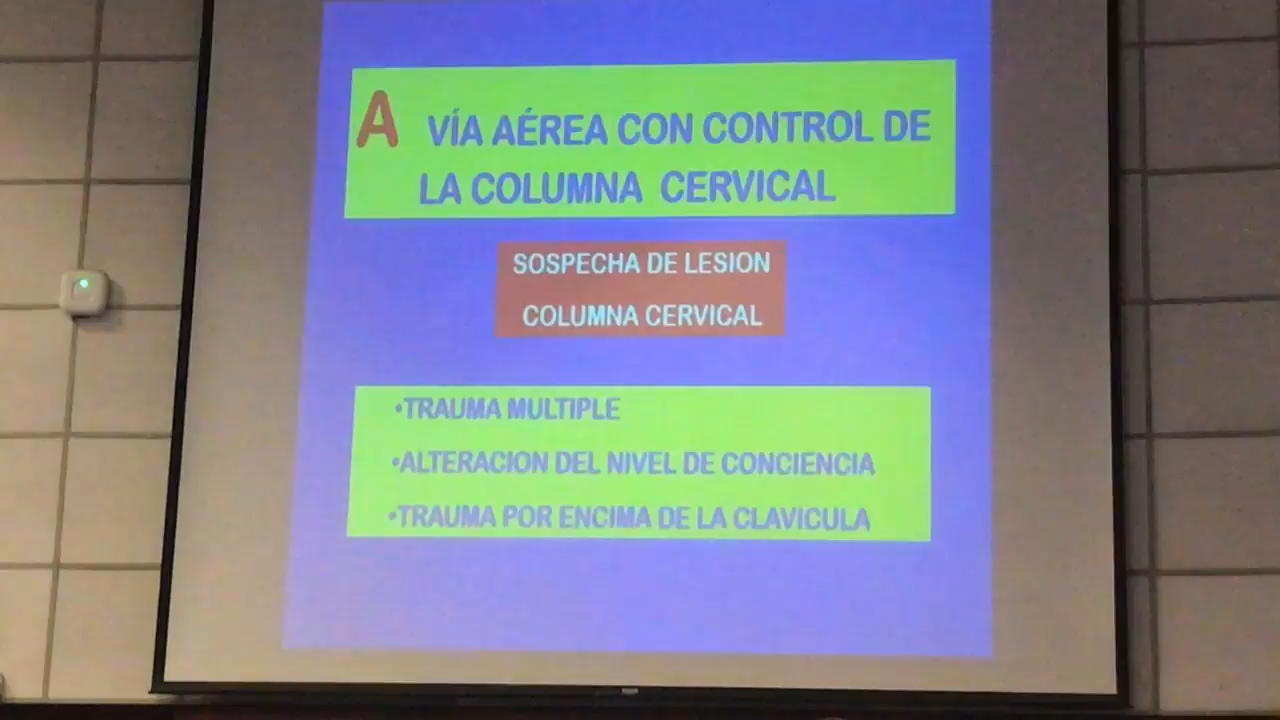 A VÍA AÉREA CON CONTROL DE
LA COLUMNA CERVICAL
SOSPECHA DE LESION
COLUMNA CERVICAL
•TRAUMA MULTIPLE
•ALTERACION DEL NIVEL DE CONCIENCIA
•TRAUMA POR ENCIMA DE LA CLAVICULA